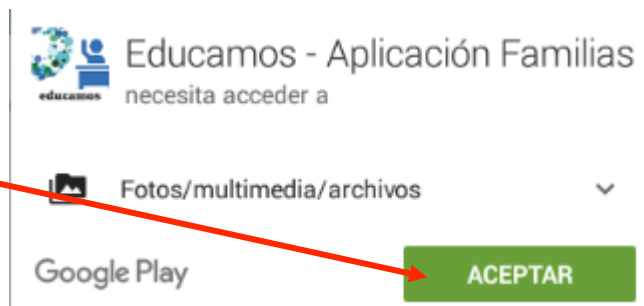 Educamos - Aplicación Familias
educamos
necesita acceder a
Fotos/multimedia/archivos
Google Play
ACEPTAR